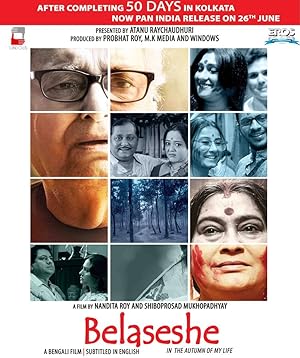 AFTER COMPLETING 50 DAYS IN KOLKATA
NOW PAN INDIA RELEASE ON 26TH JUNE
PRESENTED BY ATANU RAYCHAUDHURI
PRODUCED BY PROBHAT ROY, M.K MEDIA AND WINDOWS
EROS
A FILM BY NANDITA ROY AND SHIBOPROSAD MUKHOPADHYAY
Belaseshe
A BENGALI FILM | SUBTITLED IN ENGLISH
IN THE AUTUMN OF MY LIFE